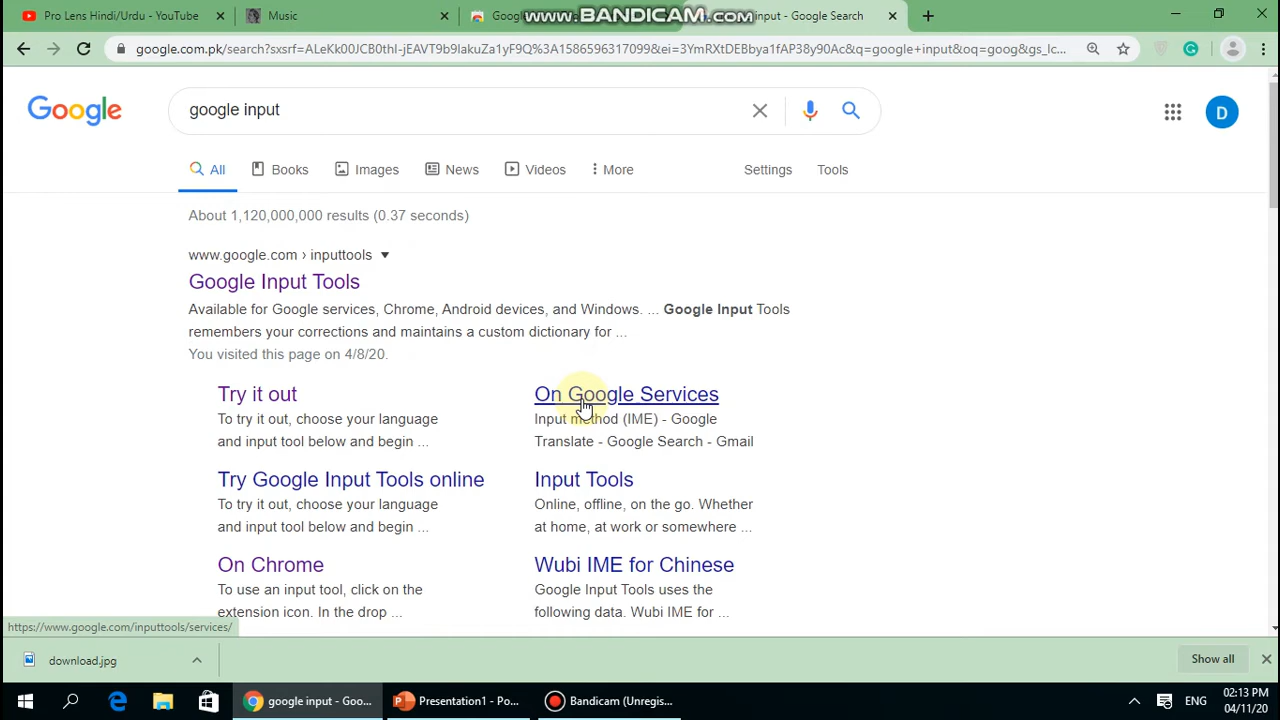 Pro Lens Hindi/Urdu - YouTube
Music
www.BANDICAM.com
input - Google Search
google.com.pk/search?sxsrf=ALeKk00JCB0thI-jEAVT9b9IakuZa1yF9Q%3A1586596317099&ei=3YmRXtDEBbya1fAP38y90Ac&q=google+input&oq=goog&gs_lc...
Google
google input
D
All
Books
Images
News
Videos
More
Settings
Tools
About 1,120,000,000 results (0.37 seconds)
www.google.com › inputtools
Google Input Tools
Available for Google services, Chrome, Android devices, and Windows. ... Google Input Tools
remembers your corrections and maintains a custom dictionary for ...
You visited this page on 4/8/20.
Try it out
To try it out, choose your language
and input tool below and begin ...
On Google Services
Input method (IME) - Google
Translate - Google Search - Gmail
Try Google Input Tools online
To try it out, choose your language
and input tool below and begin ...
Input Tools
Online, offline, on the go. Whether
at home, at work or somewhere ...
On Chrome
To use an input tool, click on the
extension icon. In the drop ...
Wubi IME for Chinese
Google Input Tools uses the
following data. Wubi IME for ...
https://www.google.com/inputtools/services/
download.jpg
Show all
google input - Goo...
Presentation1 - Po...
Bandicam (Unregis...
ENG
02:13 PM
04/11/20